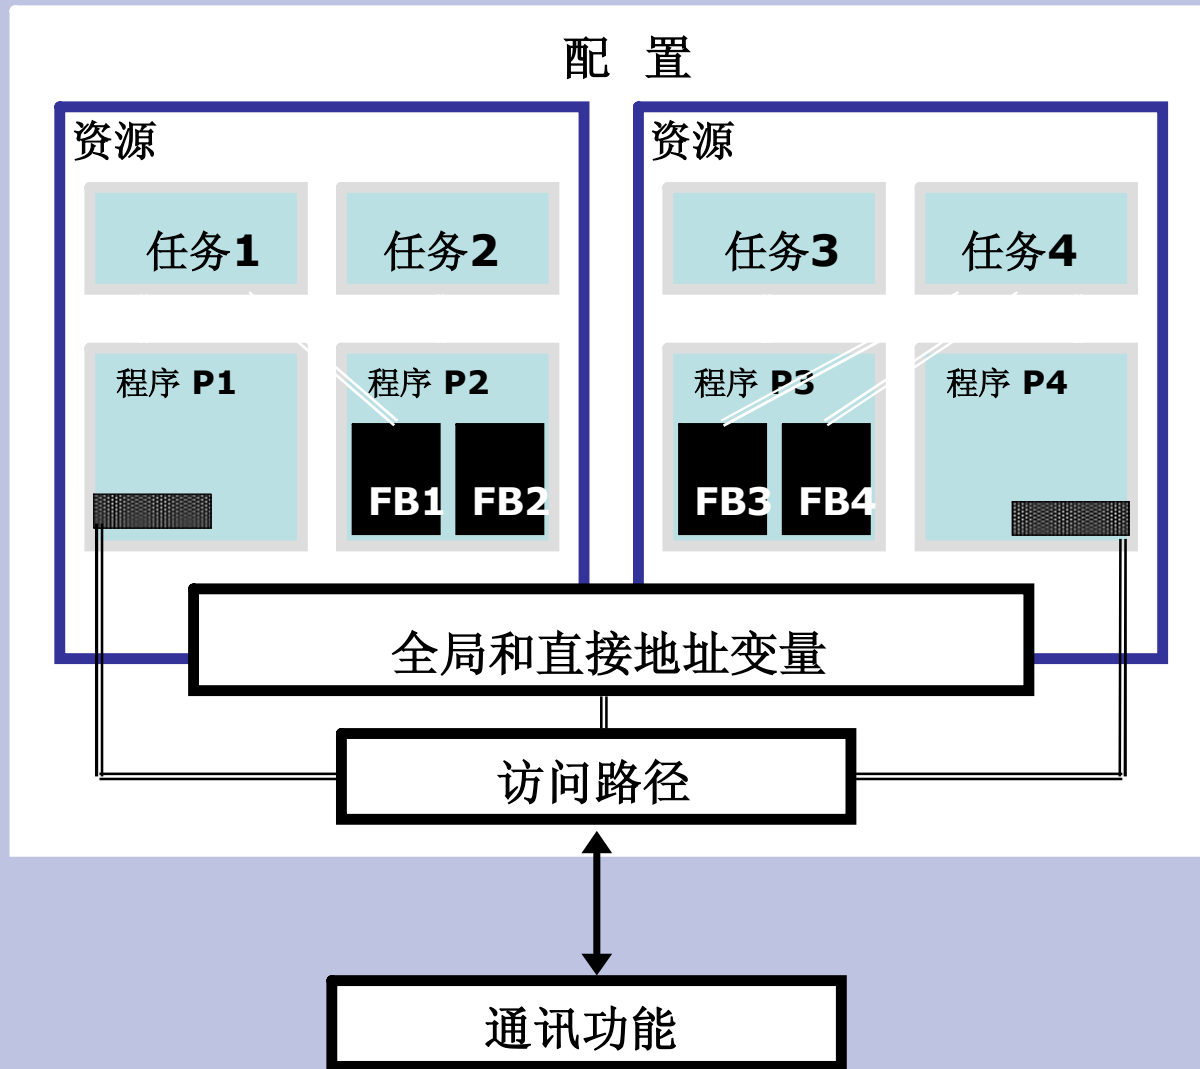 配 置
资源
资源
任务1
任务2
任务3
任务4
程序 P1
程序 P2
程序 P3
程序 P4
FB1
FB2
FB3
FB4
全局和直接地址变量
访问路径
通讯功能